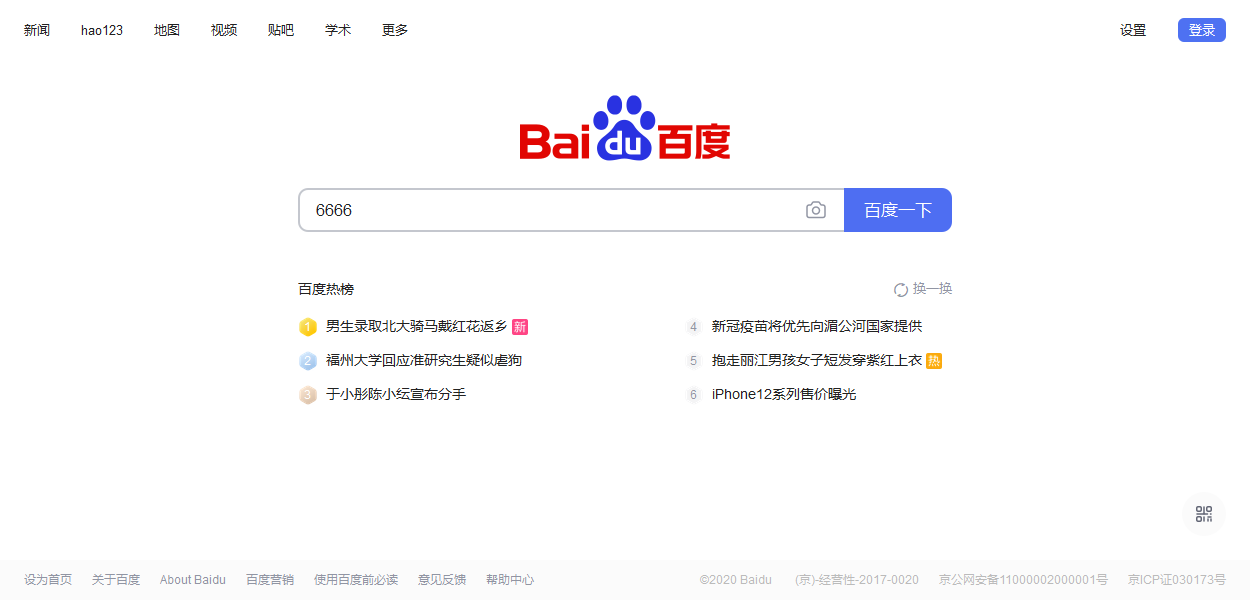 新闻 hao123 地图 视频 贴吧 学术 更多 设置 登录
Bai du 百度
6666 百度一下
百度热榜 换一换
1 男生录取北大骑马戴红花返乡 新
2 福州大学回应准研究生疑似虐狗
3 于小彤陈小纭宣布分手
4 新冠疫苗将优先向湄公河国家提供
5 抱走丽江男孩女子短发穿紫红上衣 热
6 iPhone12系列售价曝光
设为首页 关于百度 About Baidu 百度营销 使用百度前必读 意见反馈 帮助中心 ©2020 Baidu (京)-经营性-2017-0020 京公网安备11000002000001号 京ICP证030173号